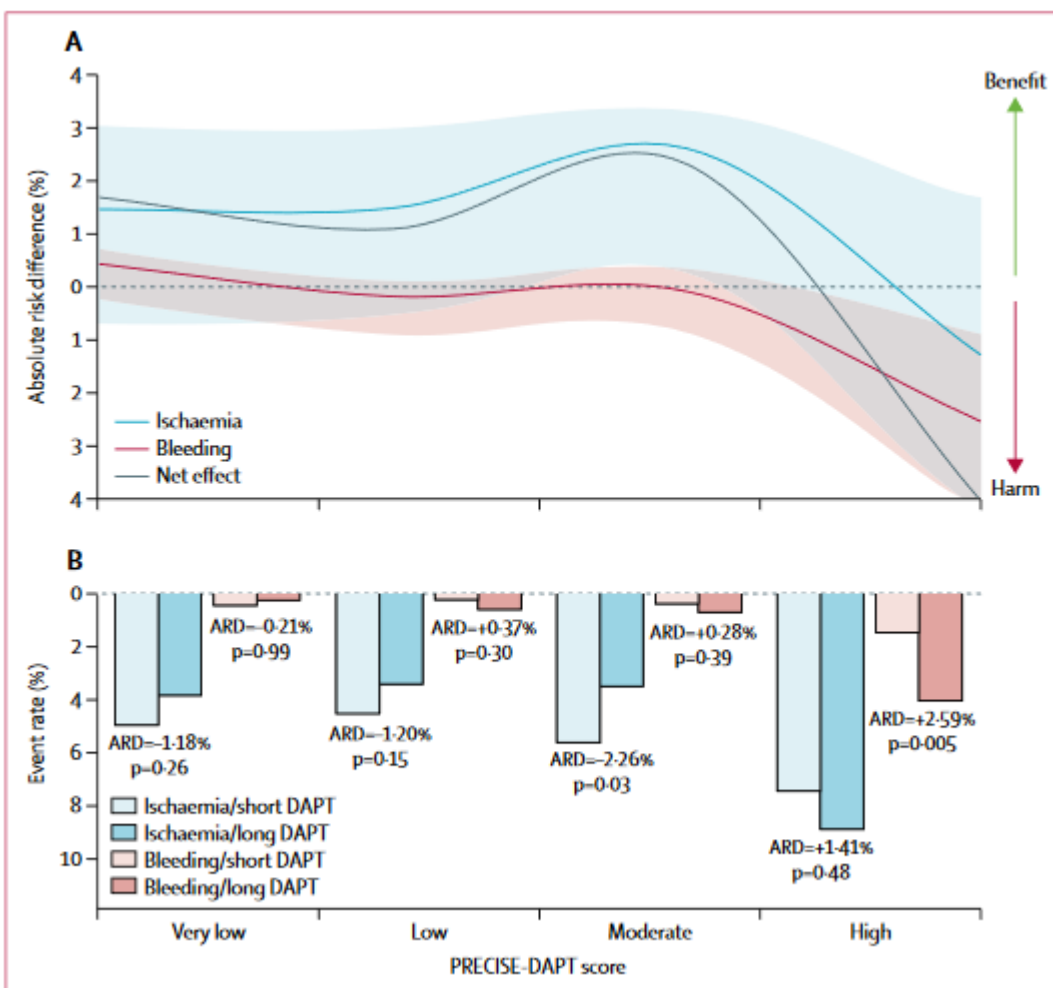 A
4
3
2
1
0
1
2
3
4
Absolute risk difference (%)
Benefit
Harm
Ischaemia
Bleeding
Net effect
B
0
2
4
6
8
10
Event rate (%)
ARD=–1·18%
p=0·26
ARD=–0·21%
p=0·99
ARD=–1·20%
p=0·15
ARD=+0·37%
p=0·30
ARD=–2·26%
p=0·03
ARD=+0·28%
p=0·39
ARD=+1·41%
p=0·48
ARD=+2·59%
p=0·005
Ischaemia/short DAPT
Ischaemia/long DAPT
Bleeding/short DAPT
Bleeding/long DAPT
Very low
Low
Moderate
High
PRECISE-DAPT score